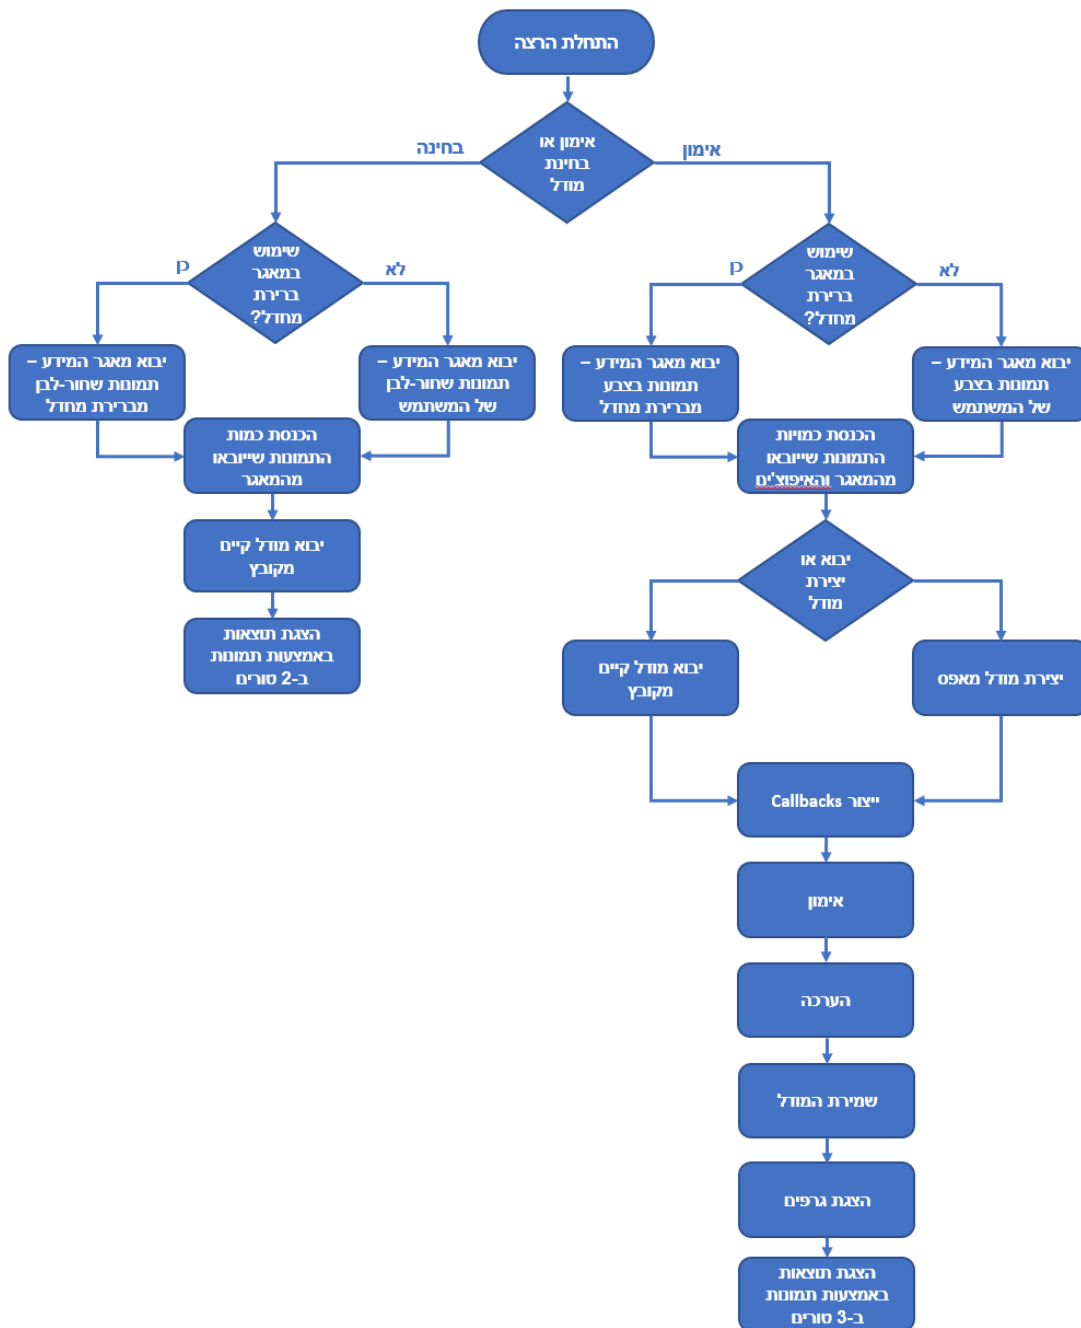 התחלת הרצה
אימון או
בחינת
מודל
אימון
בחינה
שימוש
במאגר
ברירת
מחדל?
כן
לא
שימוש
במאגר
ברירת
מחדל?
כן
לא
יבוא מאגר המידע –
תמונות בצבע
של המשתמש
יבוא מאגר המידע –
תמונות בצבע
מברירת מחדל
יבוא מאגר המידע –
תמונות שחור-לבן
של המשתמש
יבוא מאגר המידע –
תמונות שחור-לבן
מברירת מחדל
הכנסת כמויות
התמונות שייובאו
מהמאגר והאיפוצ'ים
הכנסת כמות
התמונות שייובאו
מהמאגר
יבוא או
יצירת
מודל
יבוא מודל קיים
מקובץ
הצגת תוצאות
באמצעות תמונות
ב-2 טורים
יצירת מודל מאפס
יבוא מודל קיים
מקובץ
ייצור Callbacks
אימון
הערכה
שמירת המודל
הצגת גרפים
הצגת תוצאות
באמצעות תמונות
ב-3 טורים